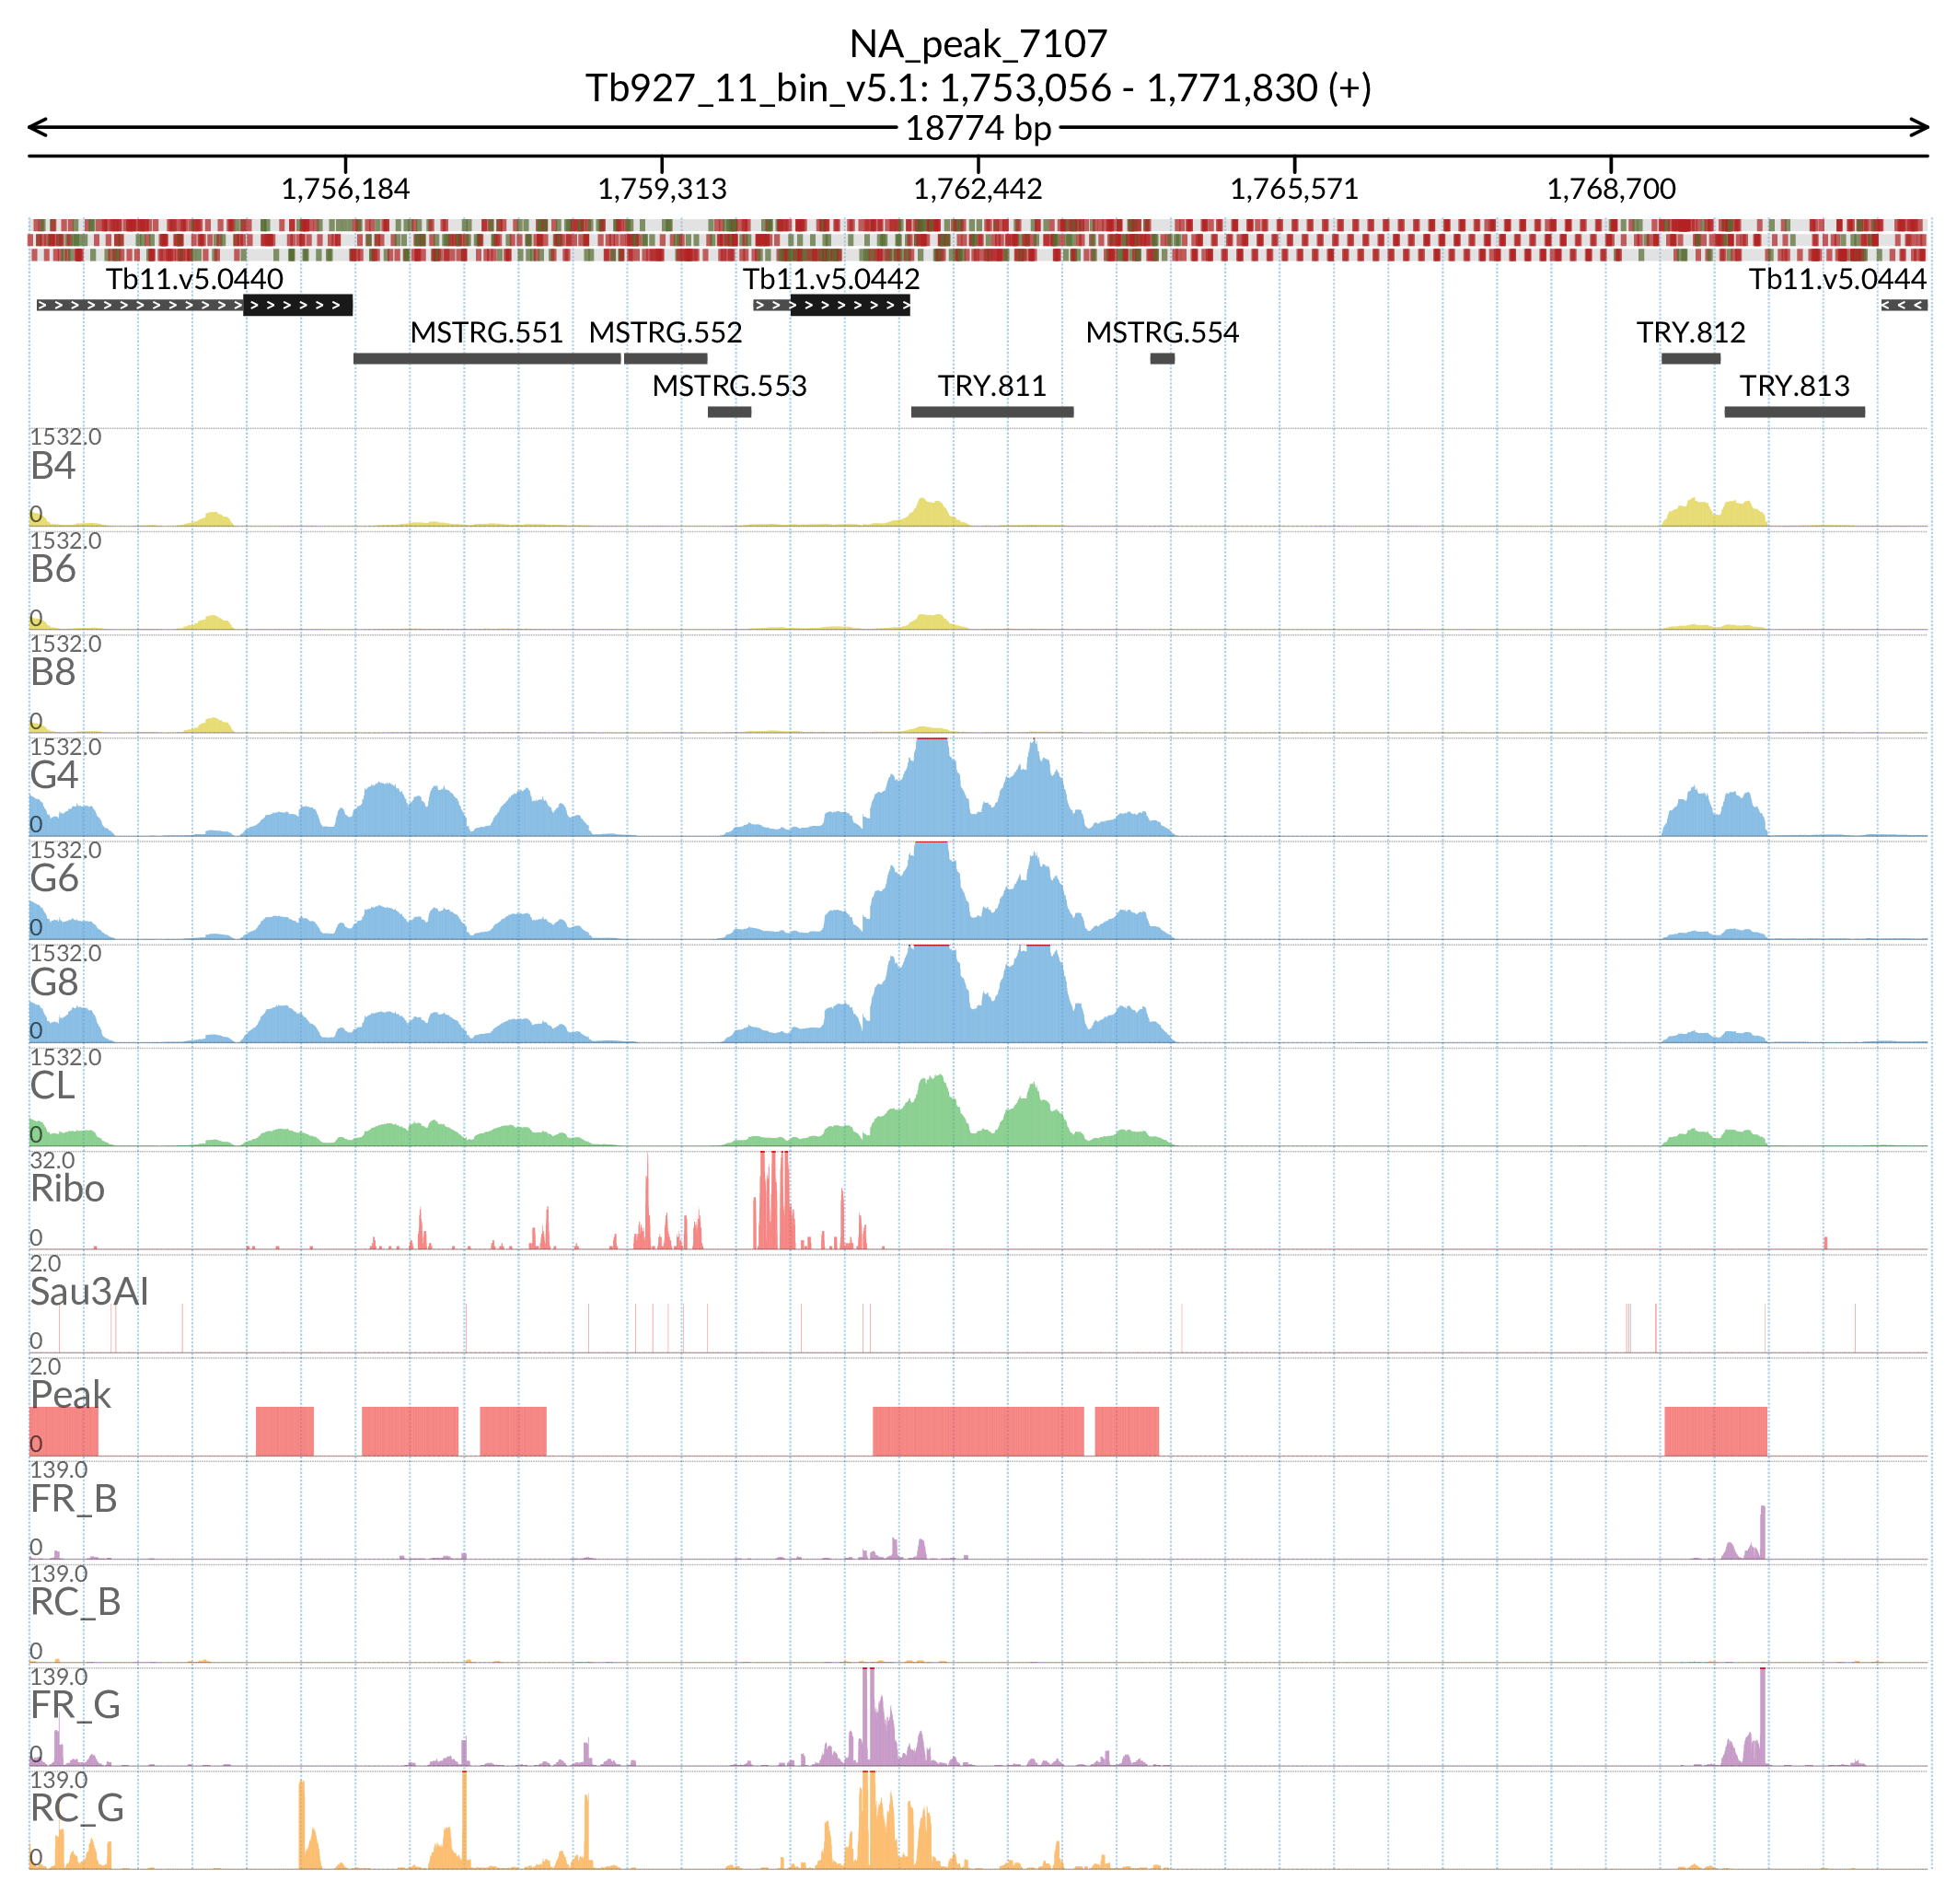 NA_peak_7107
Tb927_11_bin_v5.1: 1,753,056 - 1,771,830 (+)
18774 bp
1,756,184 1,759,313 1,762,442 1,765,571 1,768,700
Tb11.v5.0440 Tb11.v5.0442 Tb11.v5.0444
MSTRG.551 MSTRG.552 MSTRG.554 TRY.812
MSTRG.553 TRY.811 TRY.813
1532.0
B4
0
1532.0
B6
0
1532.0
B8
0
1532.0
G4
0
1532.0
G6
0
1532.0
G8
0
1532.0
CL
0
32.0
Ribo
0
2.0
Sau3AI
0
2.0
Peak
0
139.0
FR_B
0
139.0
RC_B
0
139.0
FR_G
0
139.0
RC_G
0